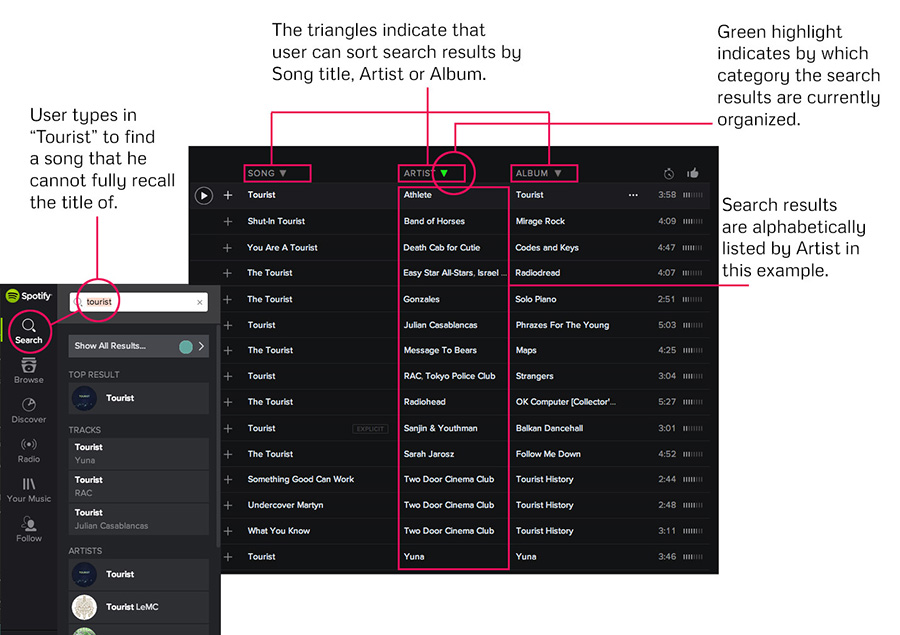 The triangles indicate that
user can sort search results by
Song title, Artist or Album.
Green highlight
indicates by which
category the search
results are currently
organized.
User types in
“Tourist” to find
a song that he
cannot fully recall
the title of.
Search results
are alphabetically
listed by Artist in
this example.
SONG ARTIST ALBUM
Tourist Athlete Tourist ••• 3:58
Shut-In Tourist Band of Horses Mirage Rock 4:09
You Are A Tourist Death Cab for Cutie Codes and Keys 4:47
The Tourist Easy Star All-Stars, Israel ... Radiodread 4:07
The Tourist Gonzales Solo Piano 2:51
Tourist Julian Casablancas Phrazes For The Young 5:03
The Tourist Message To Bears Maps 4:25
Tourist RAC, Tokyo Police Club Strangers 3:04
The Tourist Radiohead OK Computer [Collector'... 5:27
Tourist EXPLICIT Sanjin & Youthman Balkan Dancehall 3:01
The Tourist Sarah Jarosz Follow Me Down 4:52
Something Good Can Work Two Door Cinema Club Tourist History 2:44
Undercover Martyn Two Door Cinema Club Tourist History 2:48
What You Know Two Door Cinema Club Tourist History 3:11
Tourist Yuna Yuna 3:46
Spotify
Search
Browse
Discover
Radio
Your Music
Follow
tourist
Show All Results...
TOP RESULT
Tourist
TRACKS
Tourist
Yuna
Tourist
RAC
Tourist
Julian Casablancas
ARTISTS
Tourist
Tourist LeMC